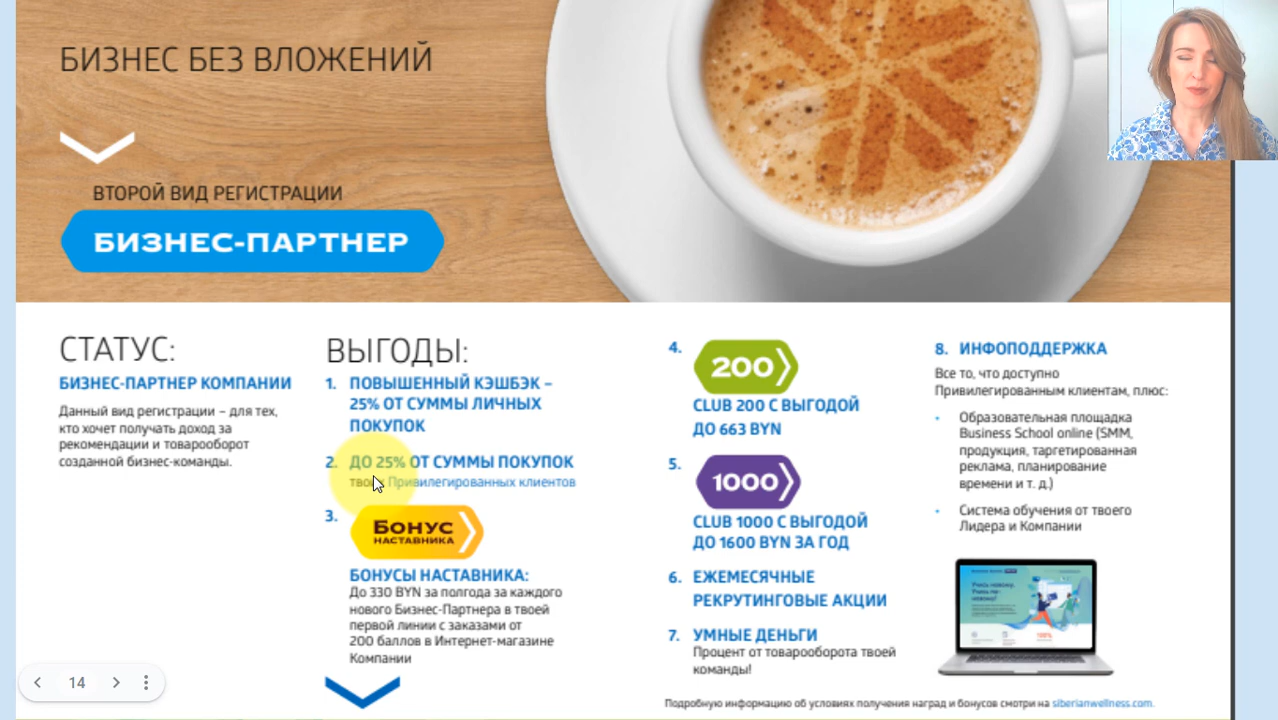 БИЗНЕС БЕЗ ВЛОЖЕНИЙ
ВТОРОЙ ВИД РЕГИСТРАЦИИ
БИЗНЕС-ПАРТНЕР
СТАТУС:
БИЗНЕС-ПАРТНЕР КОМПАНИИ
Данный вид регистрации – для тех,
кто хочет получать доход за
рекомендации и товарооборот
созданной бизнес-команды.
ВЫГОДЫ:
1. ПОВЫШЕННЫЙ КЭШБЭК –
25% ОТ СУММЫ ЛИЧНЫХ
ПОКУПОК
2. ДО 25% ОТ СУММЫ ПОКУПОК
твоих Привилегированных клиентов
3. БОНУС
НАСТАВНИКА
БОНУСЫ НАСТАВНИКА:
До 330 BYN за полгода за каждого
нового Бизнес-Партнера в твоей
первой линии с заказами от
200 баллов в Интернет-магазине
Компании
4. 200
CLUB 200 С ВЫГОДОЙ
ДО 663 BYN
5. 1000
CLUB 1000 С ВЫГОДОЙ
ДО 1600 BYN ЗА ГОД
6. ЕЖЕМЕСЯЧНЫЕ
РЕКРУТИНГОВЫЕ АКЦИИ
7. УМНЫЕ ДЕНЬГИ
Процент от товарооборота твоей
команды!
8. ИНФОПОДДЕРЖКА
Все то, что доступно
Привилегированным клиентам, плюс:
• Образовательная площадка
Business School online (SMM,
продукция, таргетированная
реклама, планирование
времени и т. д.)
• Система обучения от твоего
Лидера и Компании
Подробную информацию об условиях получения наград и бонусов смотри на siberianwellness.com.
14